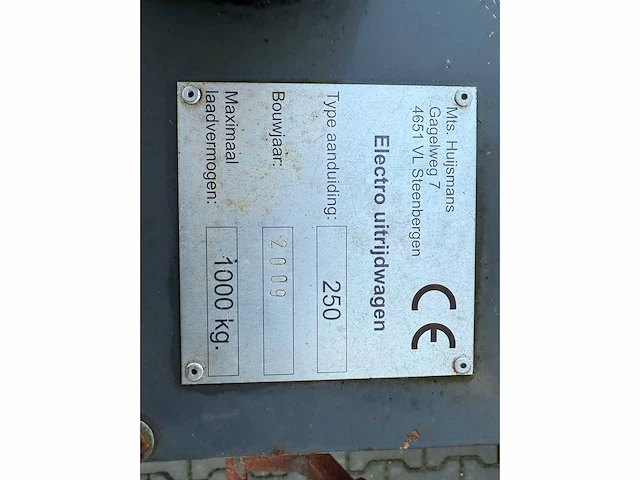 Mts. Huijsmans
Gagelweg 7
4651 VL Steenbergen
CE
Electro uitrijdwagen
Type aanduiding: 250
Bouwjaar: 2009
Maximaal
laadvermogen: 1000 kg.